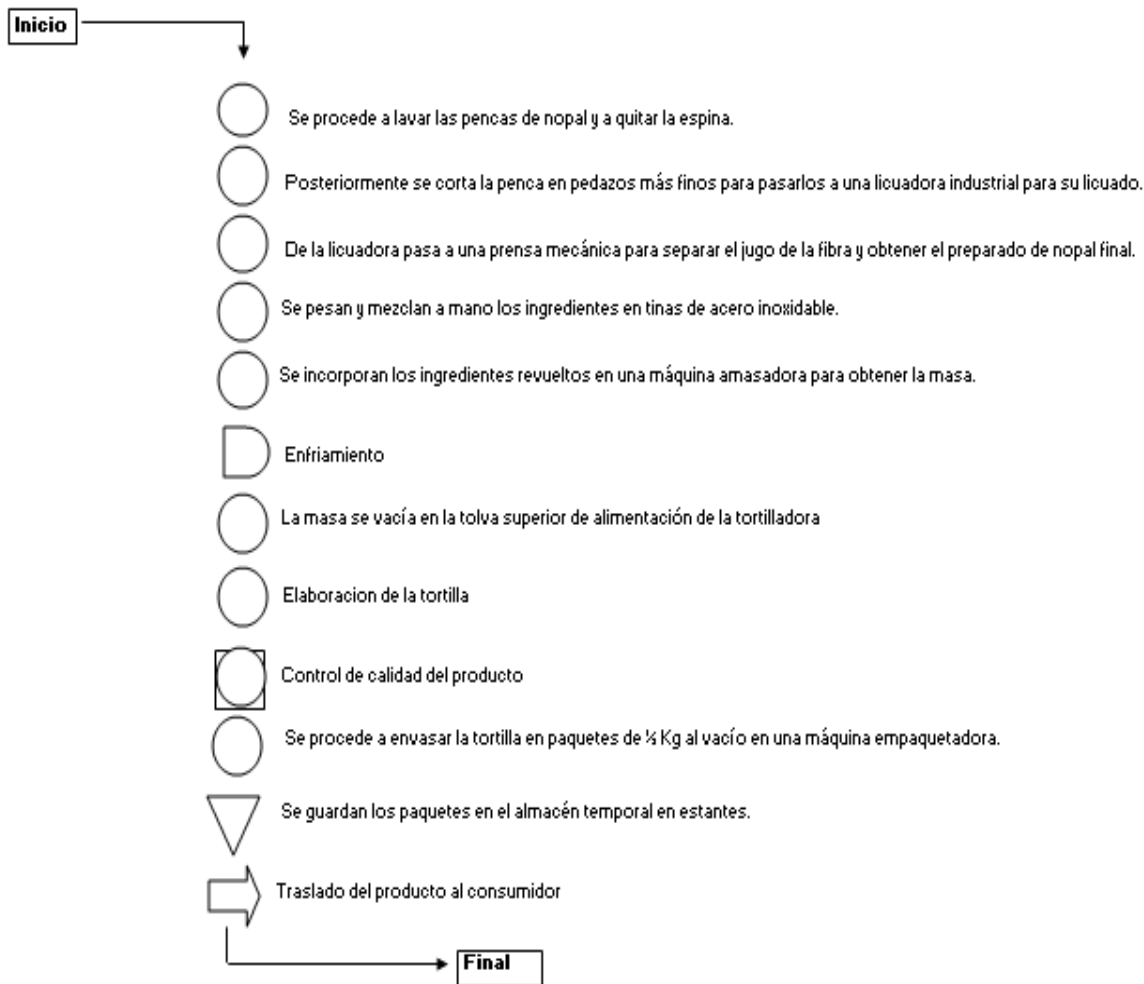 Inicio
Se procede a lavar las pencas de nopal y a quitar la espina.
Posteriormente se corta la penca en pedazos más finos para pasarlos a una licuadora industrial para su licuado.
De la licuadora pasa a una prensa mecánica para separar el jugo de la fibra y obtener el preparado de nopal final.
Se pesan y mezclan a mano los ingredientes en tinas de acero inoxidable.
Se incorporan los ingredientes revueltos en una máquina amasadora para obtener la masa.
Enfriamiento
La masa se vacía en la tolva superior de alimentación de la tortilladora
Elaboracion de la tortilla
Control de calidad del producto
Se procede a envasar la tortilla en paquetes de Kg al vacío en una máquina empaquetadora.
Se guardan los paquetes en el almacén temporal en estantes.
Traslado del producto al consumidor
Final